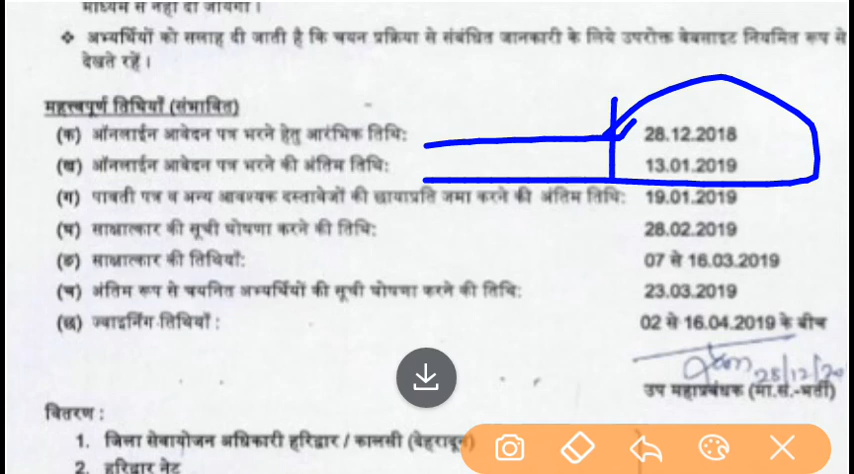 माध्यम से नहीं दी जायेगी।
❖ अभ्यर्थियों को सलाह दी जाती है कि चयन प्रक्रिया से संबंधित जानकारी के लिये उपरोक्त वेबसाइट नियमित रूप से
देखते रहें।
महत्त्वपूर्ण तिथियाँ (संभावित)
(क) ऑनलाईन आवेदन पत्र भरने हेतु आरंभिक तिथि: 28.12.2018
(ख) ऑनलाईन आवेदन पत्र भरने की अंतिम तिथि: 13.01.2019
(ग) पावती पत्र व अन्य आवश्यक दस्तावेजों की छायाप्रति जमा करने की अंतिम तिथि: 19.01.2019
(घ) साक्षात्कार की सूची घोषणा करने की तिथि: 28.02.2019
(ङ) साक्षात्कार की तिथियाँ: 07 से 16.03.2019
(च) अंतिम रूप से चयनित अभ्यर्थियों की सूची घोषणा करने की तिथि: 23.03.2019
(छ) ज्वाइनिंग तिथियाँ : 02 से 16.04.2019 के बीच
28/12/20
उप महाप्रबंधक (मा.सं.-भर्ती)
वितरण :
1. जिला सेवायोजन अधिकारी हरिद्वार / कालसी (देहरादून)
2. हरिद्वार नेट